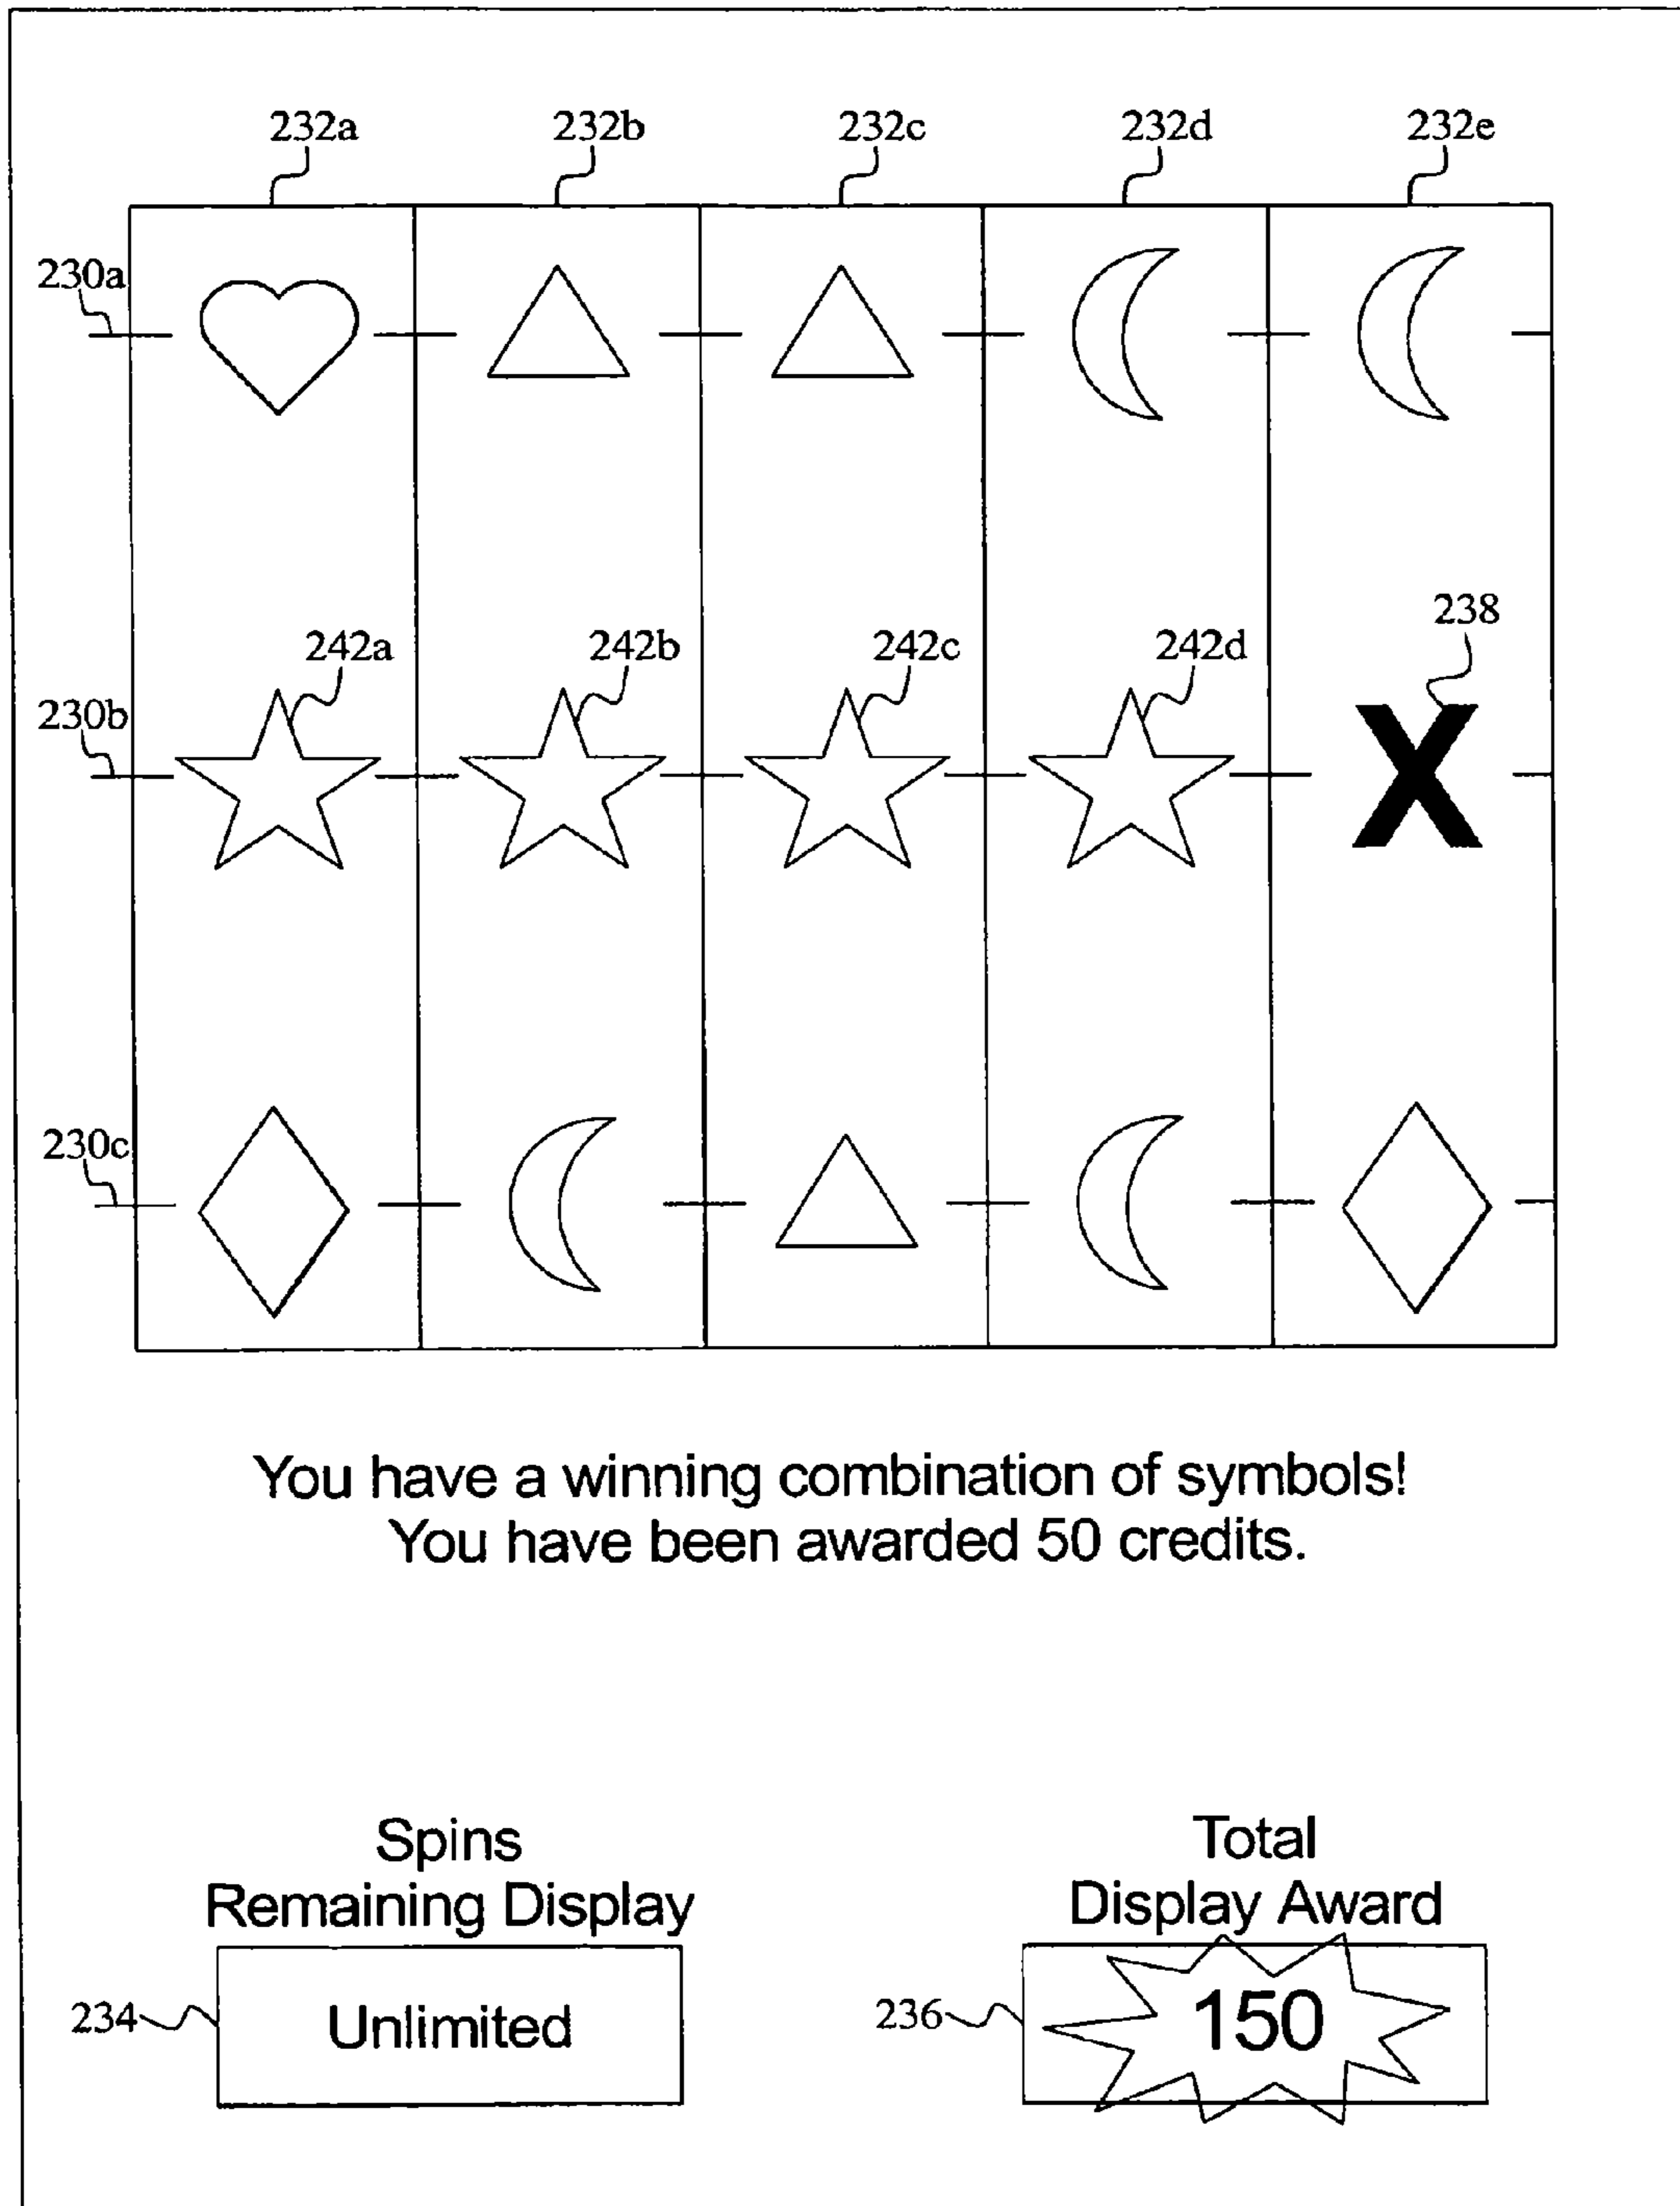 232a 232b 232c 232d 232e
230a
238
242a 242b 242c 242d
230b
X
230c
You have a winning combination of symbols!
You have been awarded 50 credits.
Spins
Remaining Display
Total
Display Award
234 Unlimited
236 150